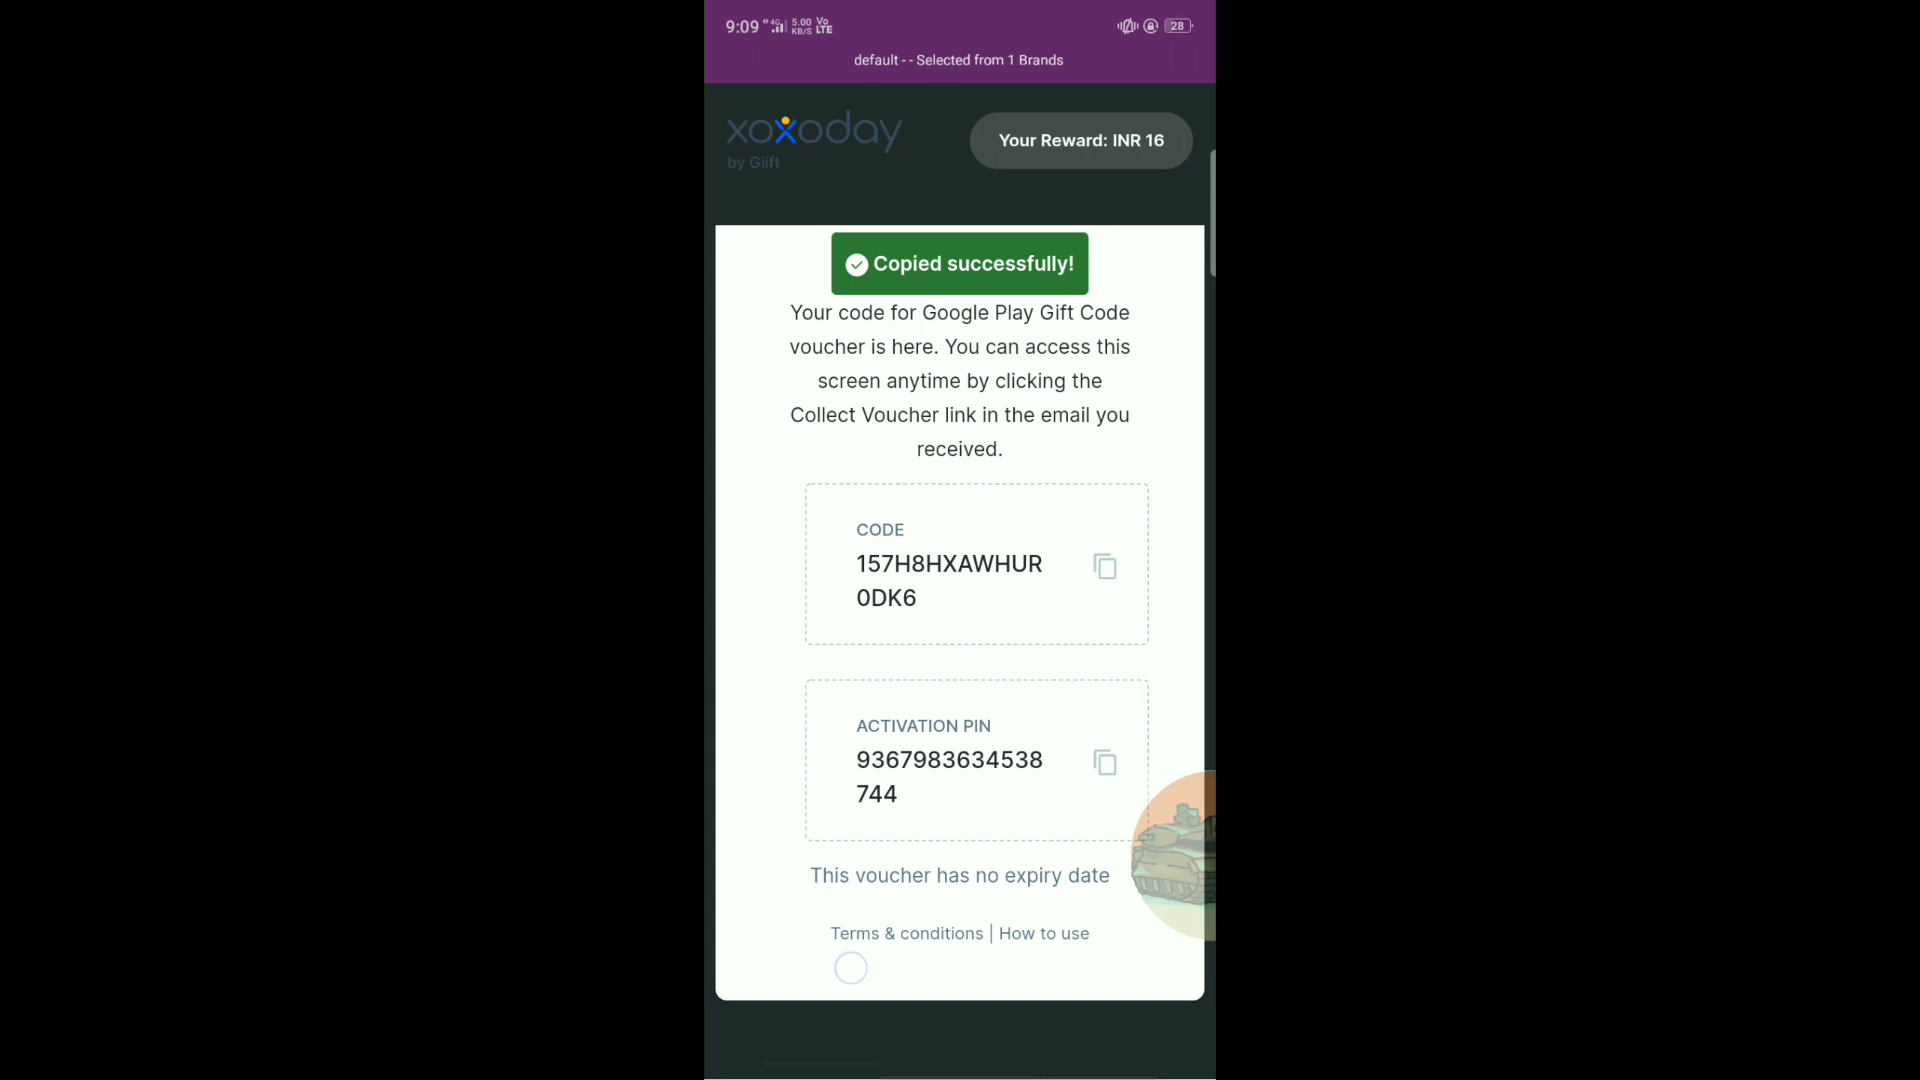 9:09 4G 5.00 KB/S Vo LTE 28
default - - Selected from 1 Brands
xoxoday
by Giift
Your Reward: INR 16
Copied successfully!
Your code for Google Play Gift Code
voucher is here. You can access this
screen anytime by clicking the
Collect Voucher link in the email you
received.
CODE
157H8HXAWHUR
0DK6
ACTIVATION PIN
9367983634538
744
This voucher has no expiry date
Terms & conditions | How to use